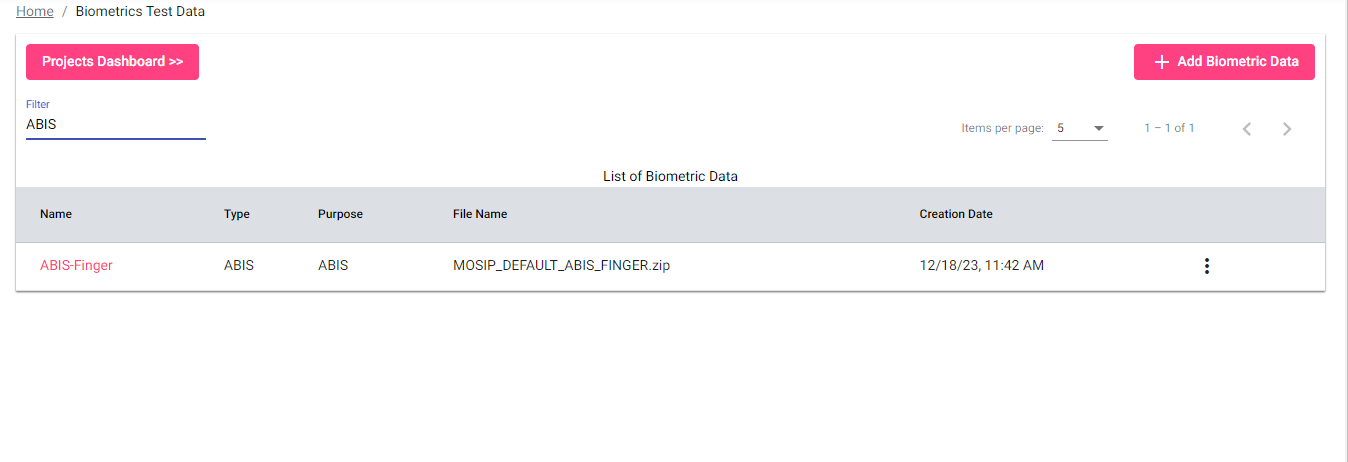 Home / Biometrics Test Data
Projects Dashboard >>
+ Add Biometric Data
Filter
ABIS
Items per page: 5 1 – 1 of 1
List of Biometric Data
Name Type Purpose File Name Creation Date
ABIS-Finger ABIS ABIS MOSIP_DEFAULT_ABIS_FINGER.zip 12/18/23, 11:42 AM